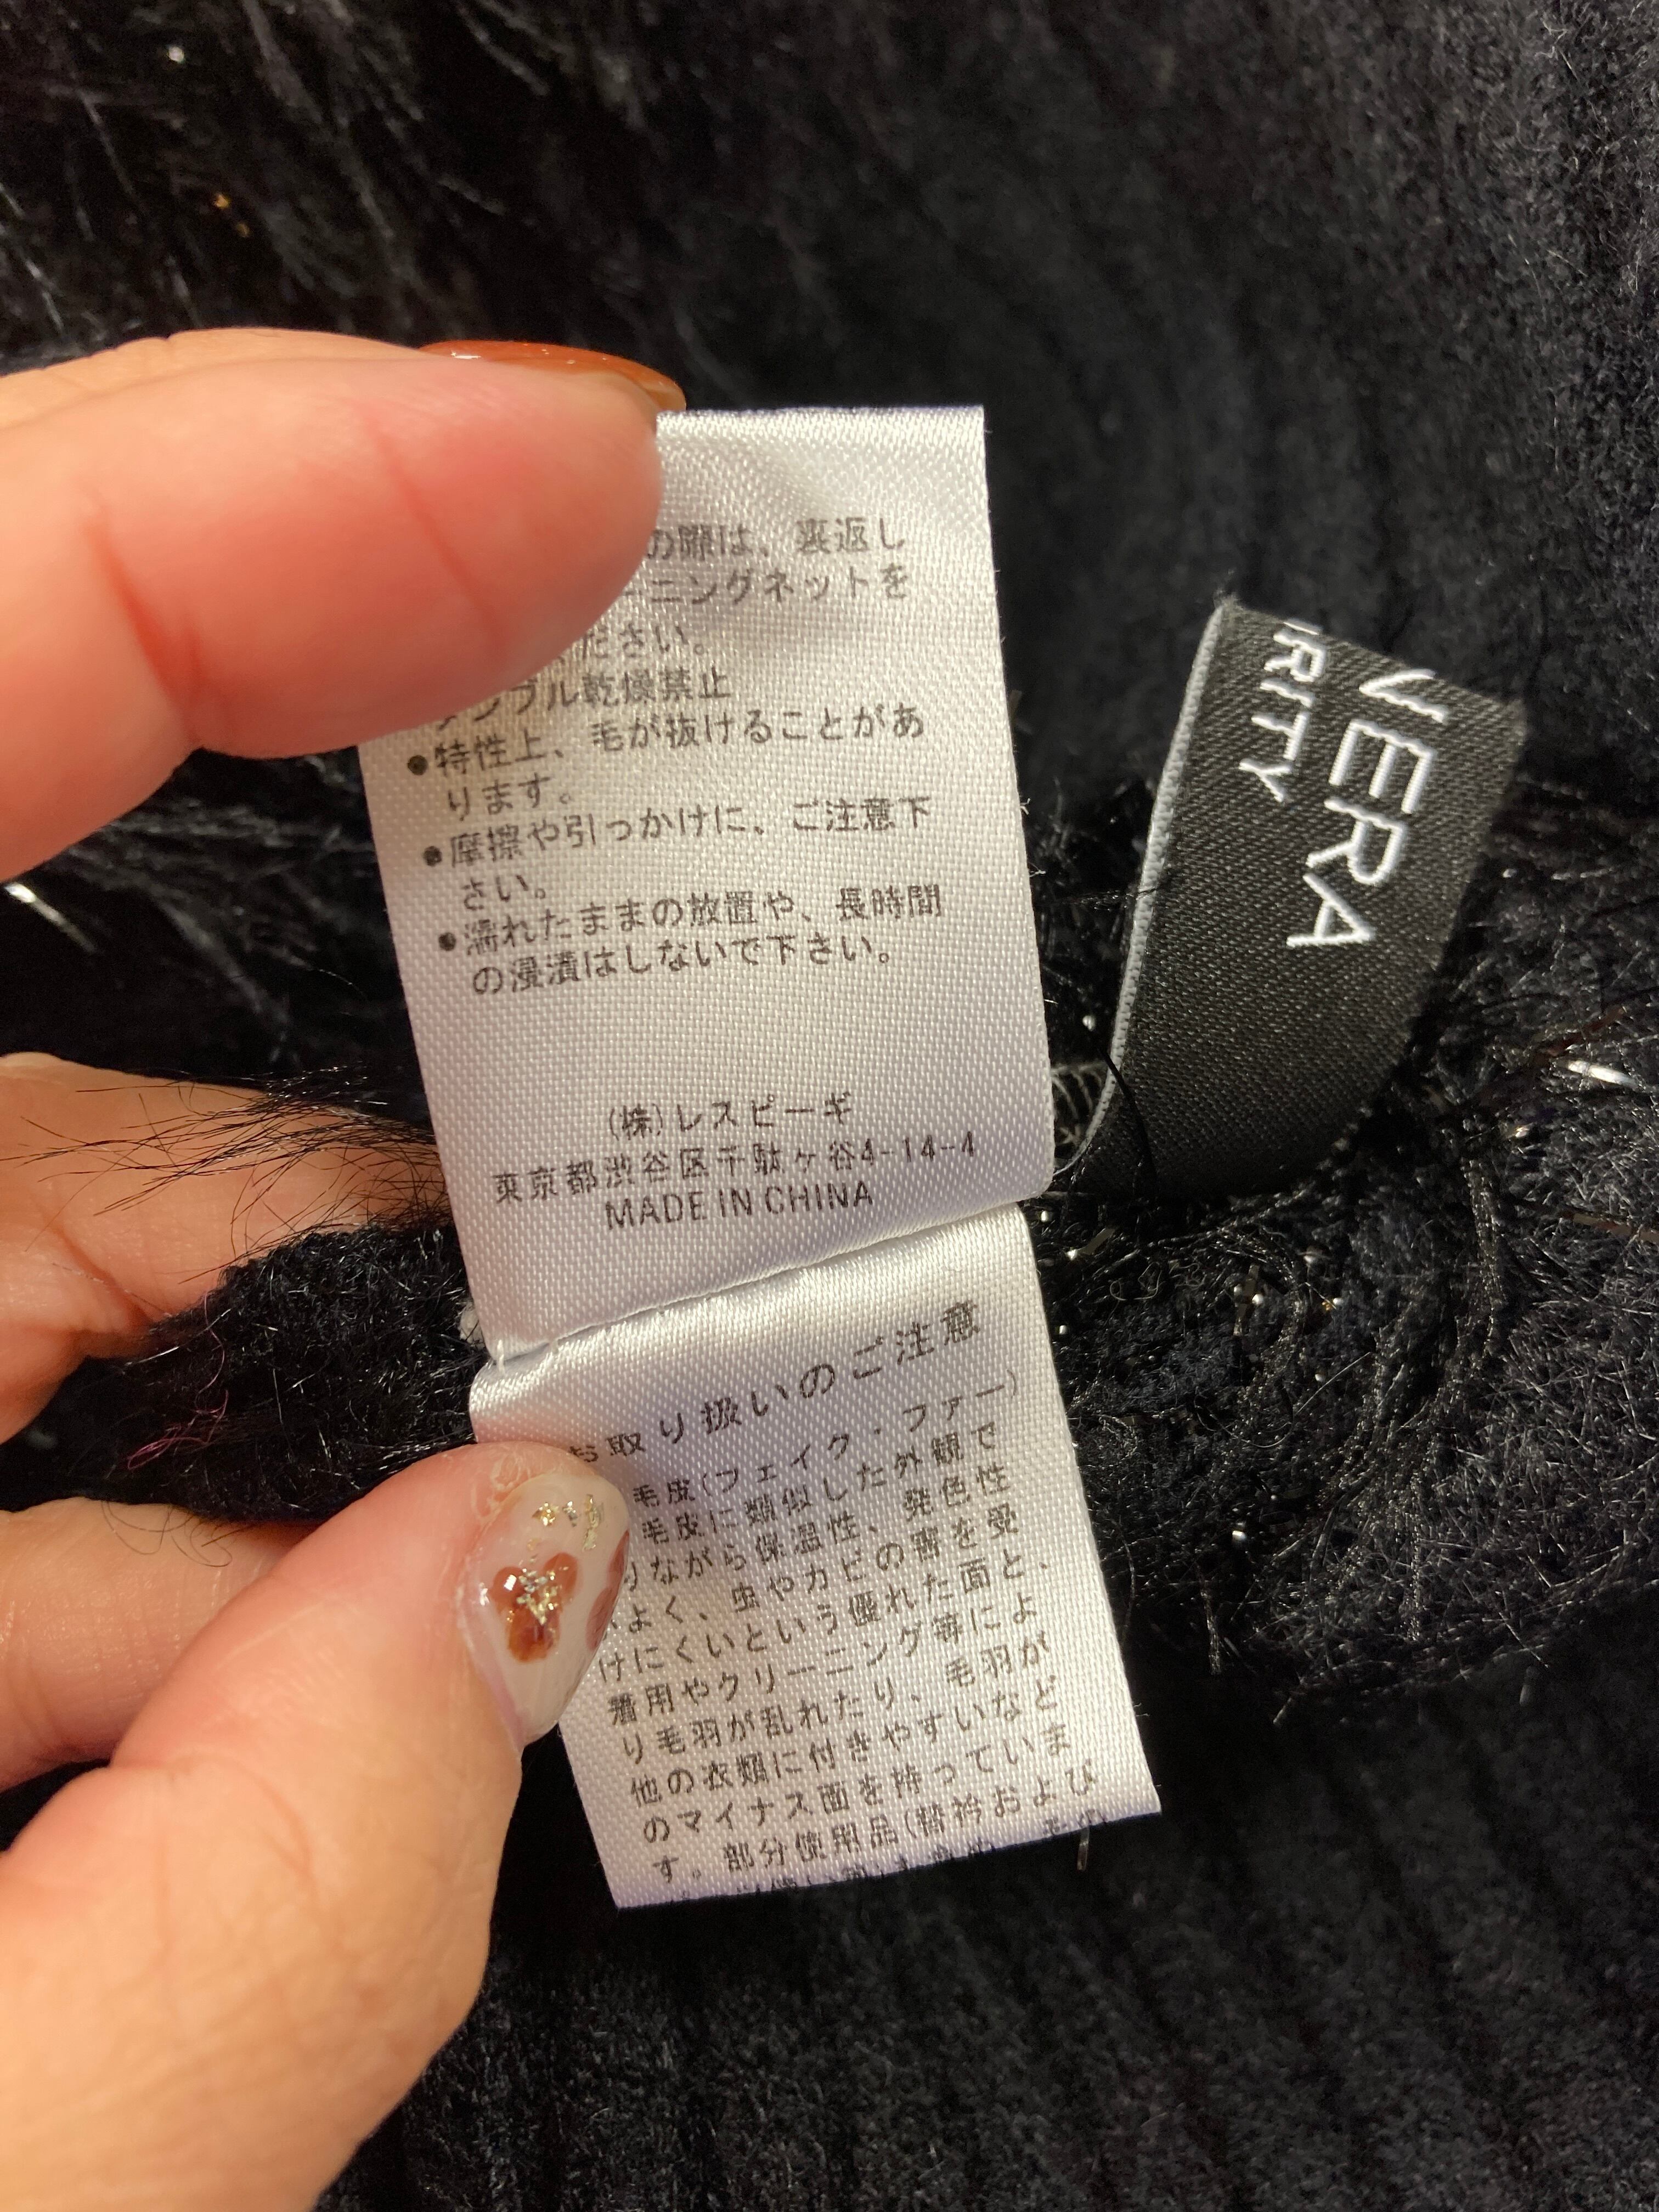 の際は、裏返し
ーニングネットを
ださい。
タンブル乾燥禁止
●特性上、毛が抜けることがあ
ります。
●摩擦や引っかけに、ご注意下
さい。
●濡れたままの放置や、長時間
の浸漬はしないで下さい。
(株)レスピーギ
東京都渋谷区千駄ヶ谷4-14-4
MADE IN CHINA
お取り扱いのご注意
毛皮(フェイク・ファー)
毛皮に類似した外観で
りながら保温性、発色性
よく、虫やカビの害を受
けにくいという優れた面と、
着用やクリーニング等によ
り毛羽が乱れたり、毛羽が
他の衣類に付きやすいなど
のマイナス面を持っていま
す。部分使用品(替衿および
VERA
RITY